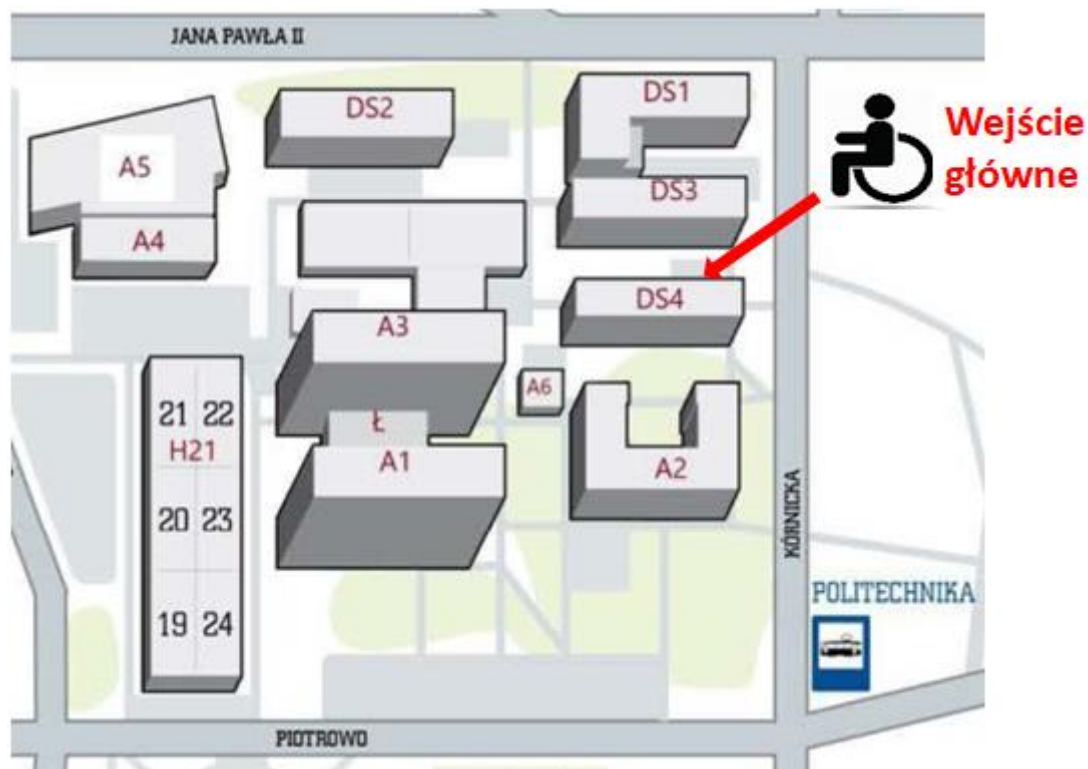 JANA PAWŁA II
DS2
DS1
Wejście
główne
A5
DS3
A4
DS4
A3
A6
21 22
Ł
H21
A1
A2
20 23
KÓRNICKA
POLITECHNIKA
19 24
PIOTROWO